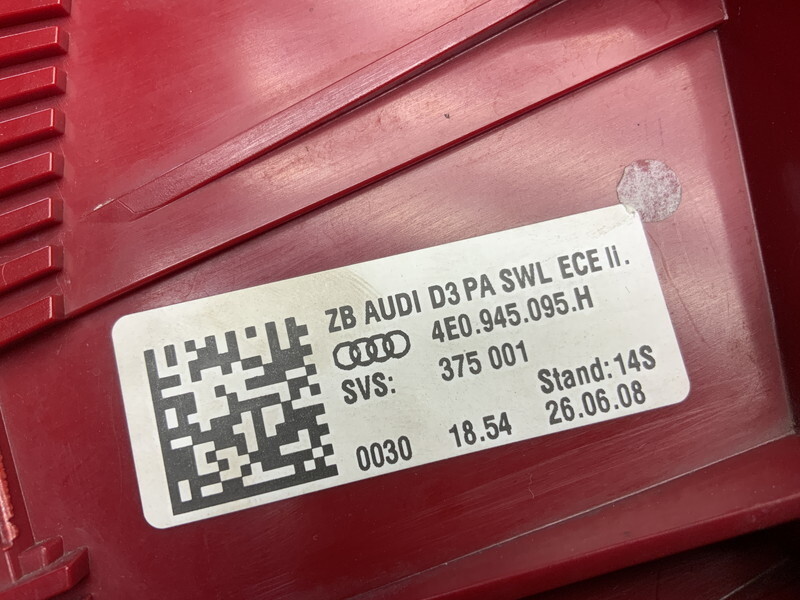 ZB AUDI D3 PA SWL ECE li.
4E0.945.095.H
SVS: 375 001
Stand: 14S
0030 18.54 26.06.08